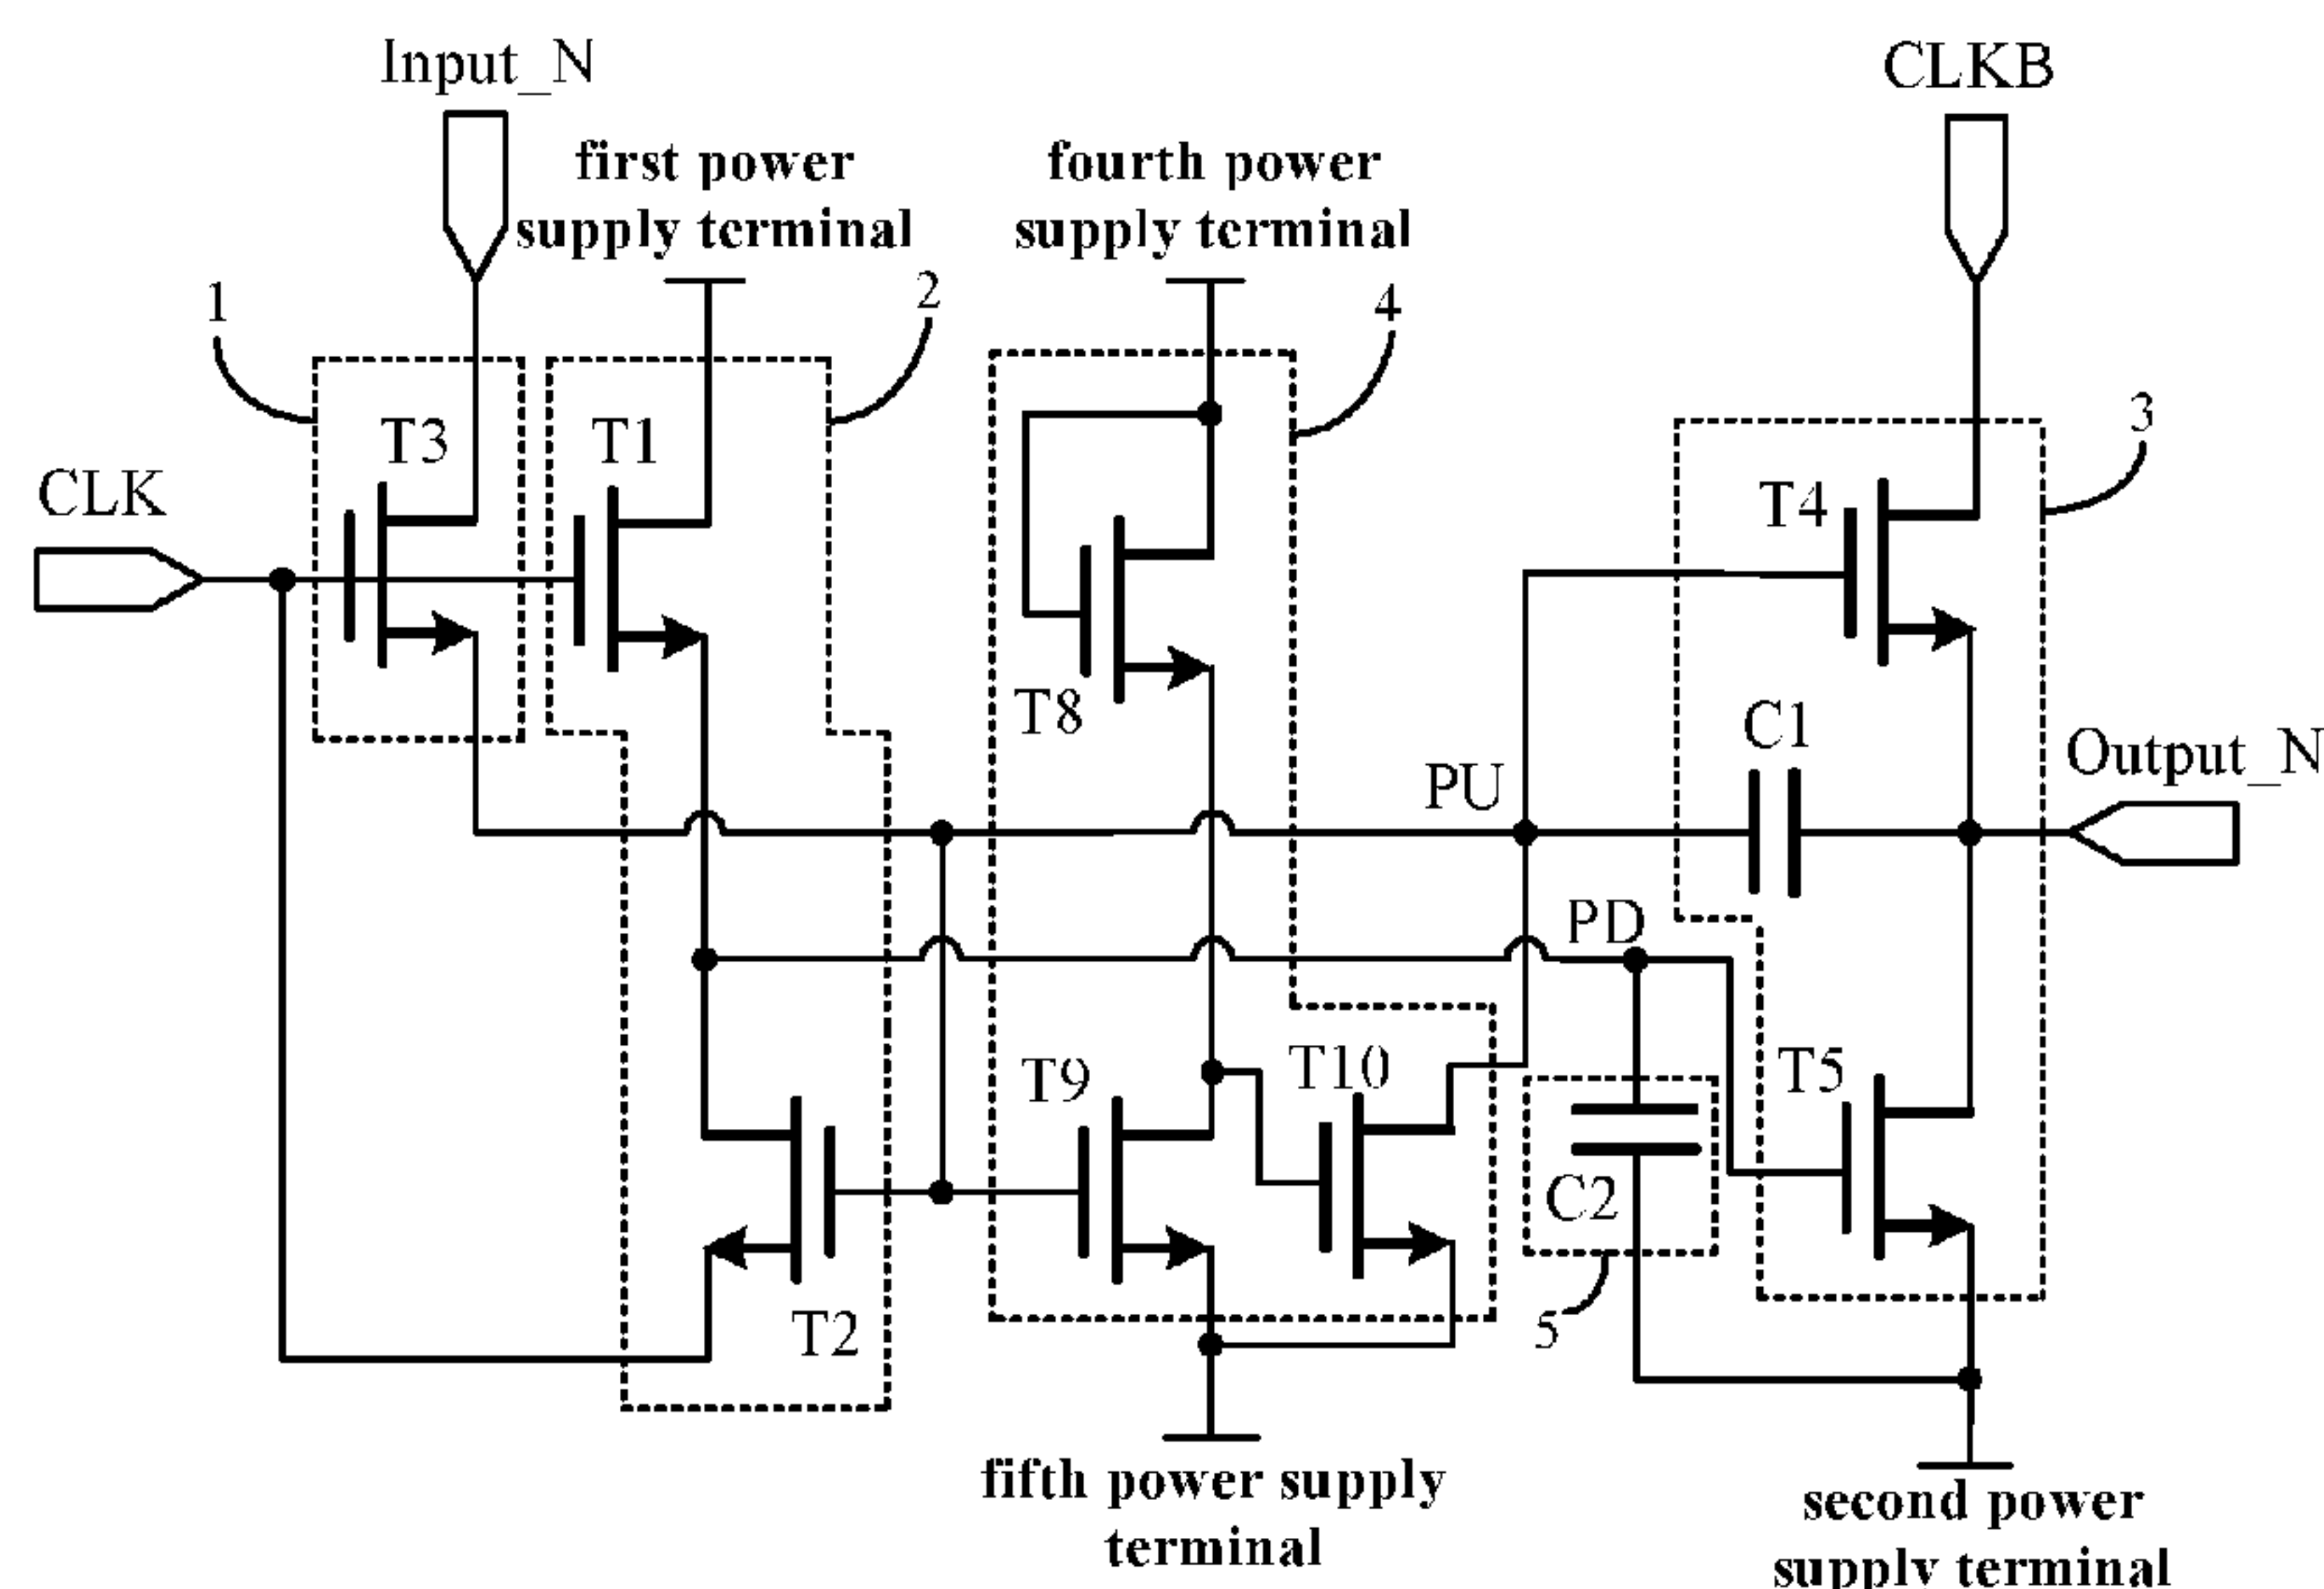 Input_N
CLKB
first power
supply terminal
fourth power
supply terminal
1
2
4
3
T3
T1
CLK
T4
T8
C1
PU
Output_N
PD
T9
T10
T5
C2
T2
5
fifth power supply
terminal
second power
supply terminal